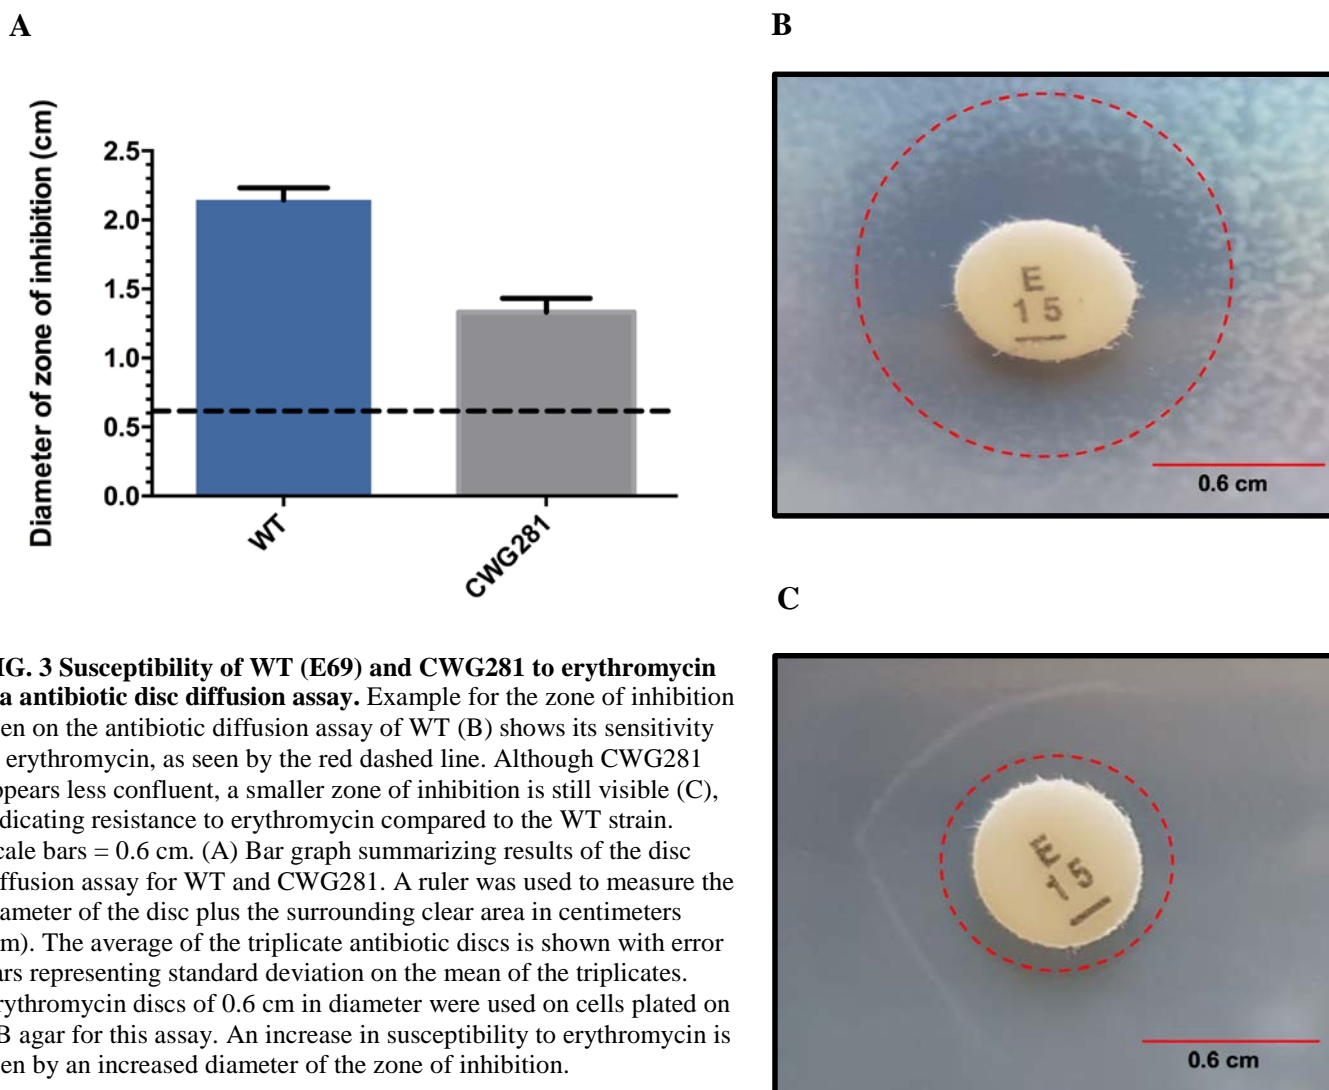 A
Diameter of zone of inhibition (cm)
2.5
2.0
1.5
1.0
0.5
0.0
WT
CWG281
B
E
1 5
0.6 cm
C
E
15
0.6 cm
IG. 3 Susceptibility of WT (E69) and CWG281 to erythromycin
a antibiotic disc diffusion assay. Example for the zone of inhibition
en on the antibiotic diffusion assay of WT (B) shows its sensitivity
erythromycin, as seen by the red dashed line. Although CWG281
ppears less confluent, a smaller zone of inhibition is still visible (C),
dicating resistance to erythromycin compared to the WT strain.
cale bars = 0.6 cm. (A) Bar graph summarizing results of the disc
ffusion assay for WT and CWG281. A ruler was used to measure the
ameter of the disc plus the surrounding clear area in centimeters
m). The average of the triplicate antibiotic discs is shown with error
ars representing standard deviation on the mean of the triplicates.
rythromycin discs of 0.6 cm in diameter were used on cells plated on
B agar for this assay. An increase in susceptibility to erythromycin is
en by an increased diameter of the zone of inhibition.